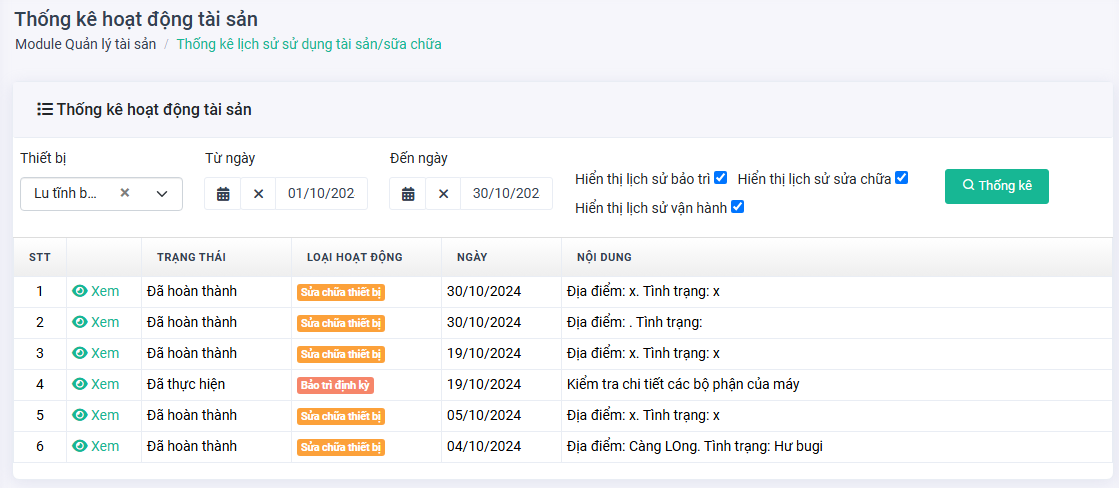 Thống kê hoạt động tài sản
Module Quản lý tài sản / Thống kê lịch sử sử dụng tài sản/sữa chữa
Thống kê hoạt động tài sản
Thiết bị Từ ngày Đến ngày
Lu tĩnh b... 01/10/202 30/10/202
Hiển thị lịch sử bảo trì Hiển thị lịch sử sửa chữa
Hiển thị lịch sử vận hành
Thống kê
STT TRẠNG THÁI LOẠI HOẠT ĐỘNG NGÀY NỘI DUNG
1 Xem Đã hoàn thành Sửa chữa thiết bị 30/10/2024 Địa điểm: x. Tình trạng: x
2 Xem Đã hoàn thành Sửa chữa thiết bị 30/10/2024 Địa điểm: . Tình trạng:
3 Xem Đã hoàn thành Sửa chữa thiết bị 19/10/2024 Địa điểm: x. Tình trạng: x
4 Xem Đã thực hiện Bảo trì định kỳ 19/10/2024 Kiểm tra chi tiết các bộ phận của máy
5 Xem Đã hoàn thành Sửa chữa thiết bị 05/10/2024 Địa điểm: x. Tình trạng: x
6 Xem Đã hoàn thành Sửa chữa thiết bị 04/10/2024 Địa điểm: Càng LOng. Tình trạng: Hư bugi